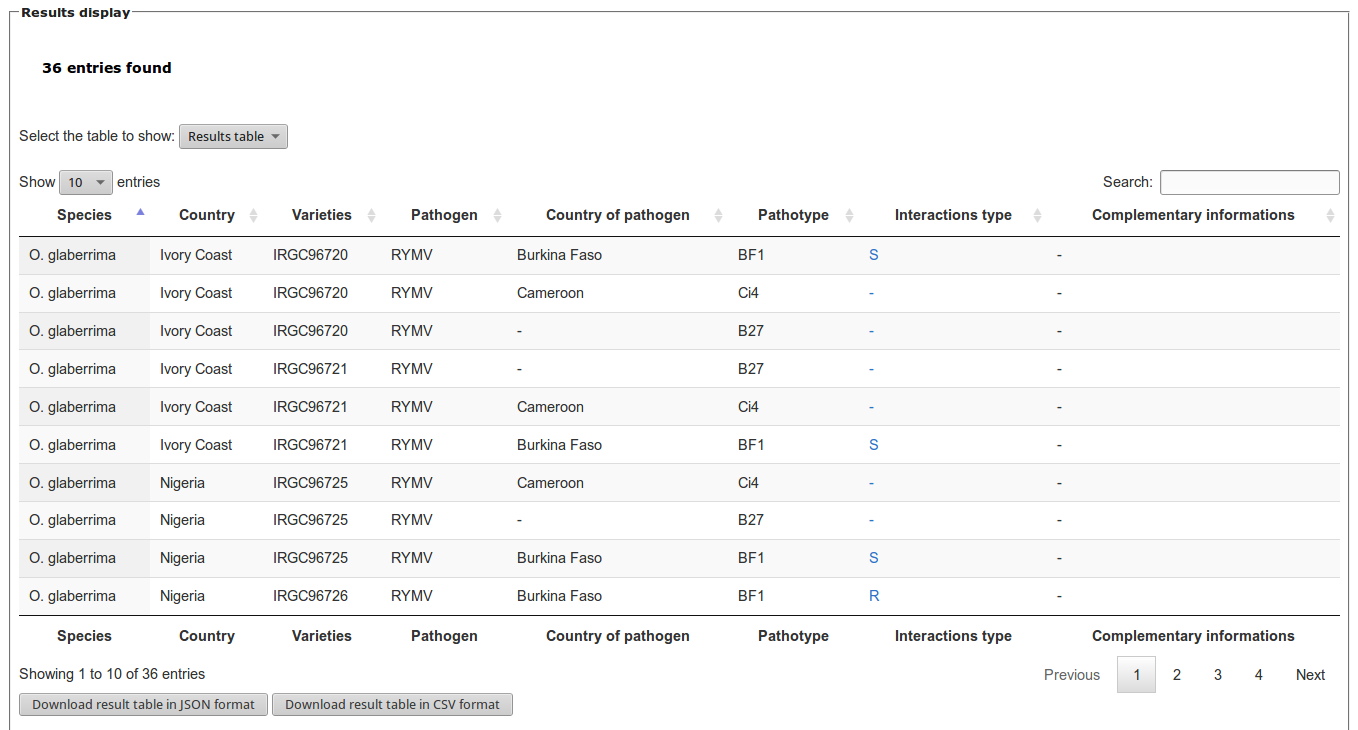 Results display
36 entries found
Select the table to show: Results table
Show 10 entries Search:
Species Country Varieties Pathogen Country of pathogen Pathotype Interactions type Complementary informations
O. glaberrima Ivory Coast IRGC96720 RYMV Burkina Faso BF1 S -
O. glaberrima Ivory Coast IRGC96720 RYMV Cameroon Ci4 - -
O. glaberrima Ivory Coast IRGC96720 RYMV - B27 - -
O. glaberrima Ivory Coast IRGC96721 RYMV - B27 - -
O. glaberrima Ivory Coast IRGC96721 RYMV Cameroon Ci4 - -
O. glaberrima Ivory Coast IRGC96721 RYMV Burkina Faso BF1 S -
O. glaberrima Nigeria IRGC96725 RYMV Cameroon Ci4 - -
O. glaberrima Nigeria IRGC96725 RYMV - B27 - -
O. glaberrima Nigeria IRGC96725 RYMV Burkina Faso BF1 S -
O. glaberrima Nigeria IRGC96726 RYMV Burkina Faso BF1 R -
Species Country Varieties Pathogen Country of pathogen Pathotype Interactions type Complementary informations
Showing 1 to 10 of 36 entries Previous 1 2 3 4 Next
Download result table in JSON format Download result table in CSV format